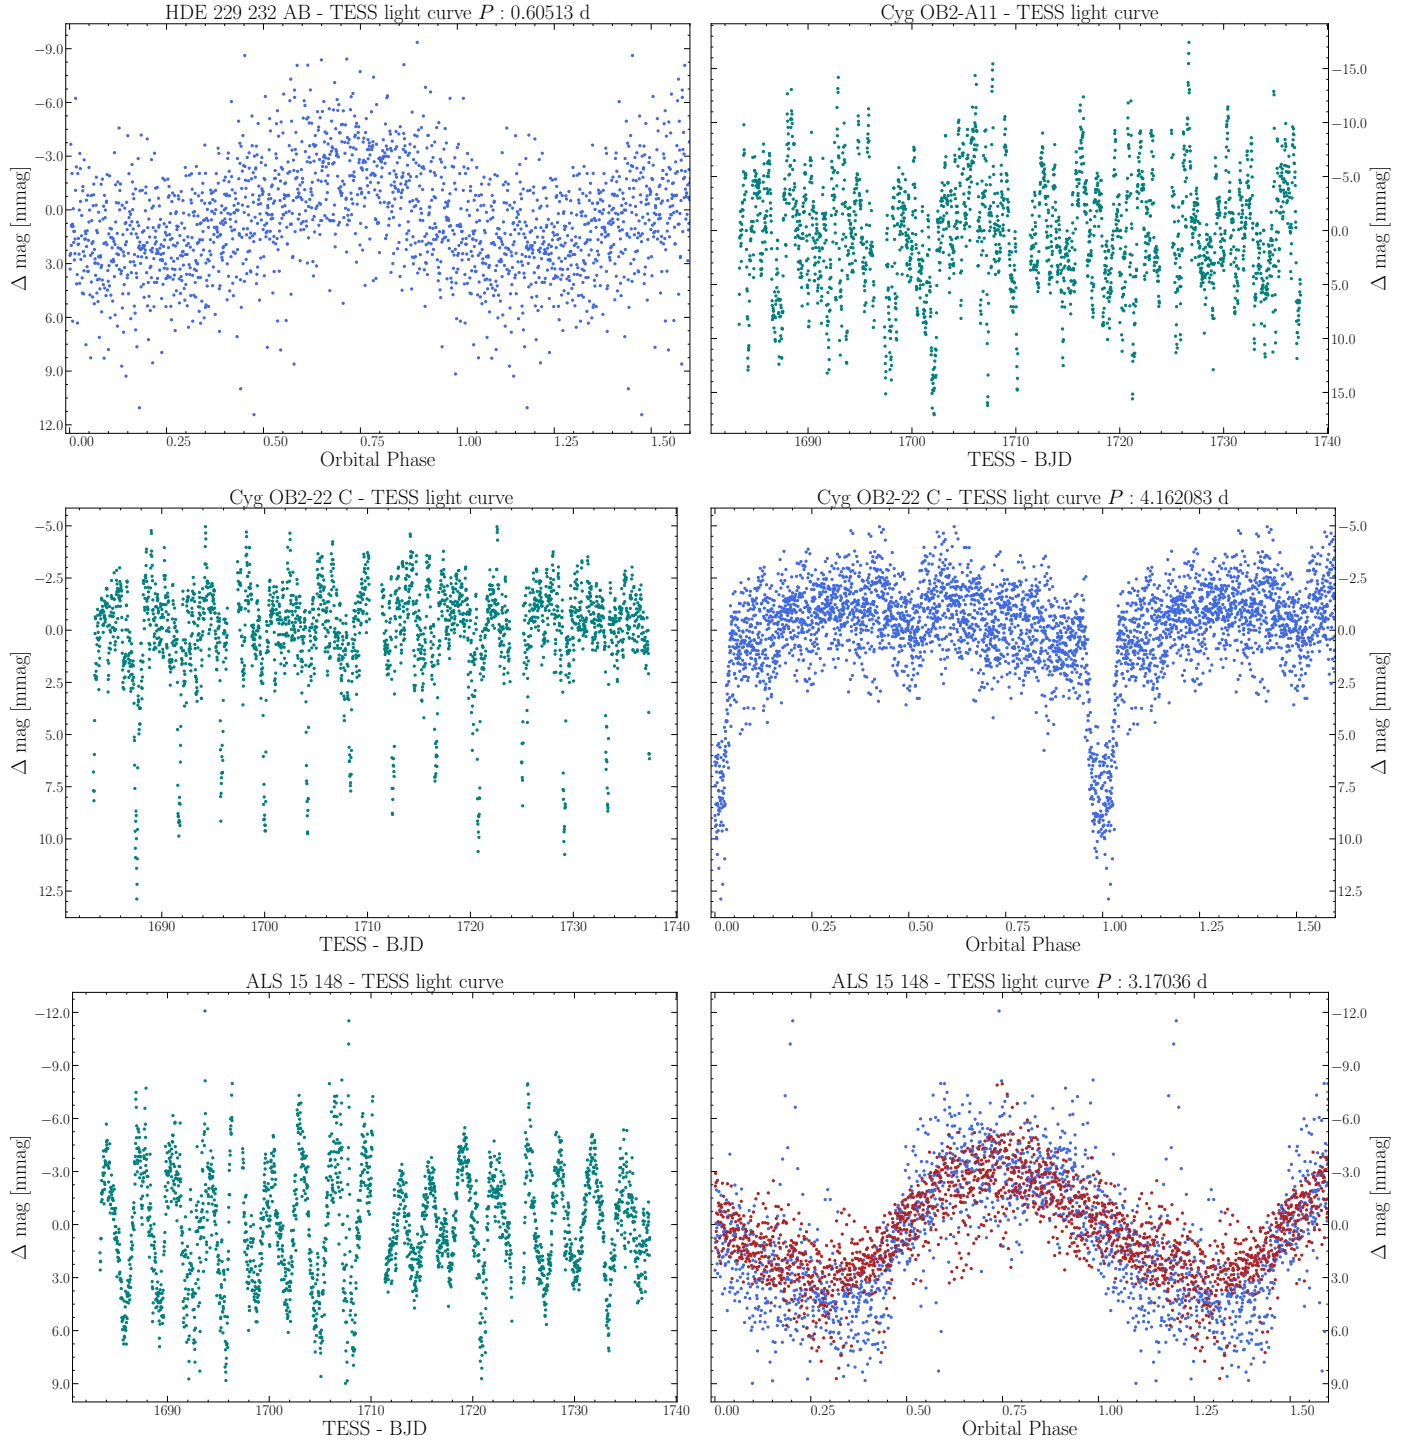 HDE 229 232 AB - TESS light curve P : 0.60513 d
−9.0
−6.0
−3.0
0.0
3.0
6.0
9.0
12.0
Δ mag [mmag]
0.00 0.25 0.50 0.75 1.00 1.25 1.50
Orbital Phase
Cyg OB2-A11 - TESS light curve
−15.0
−10.0
−5.0
0.0
5.0
10.0
15.0
Δ mag [mmag]
1690 1700 1710 1720 1730 1740
TESS - BJD
Cyg OB2-22 C - TESS light curve
−5.0
−2.5
0.0
2.5
5.0
7.5
10.0
12.5
Δ mag [mmag]
1690 1700 1710 1720 1730 1740
TESS - BJD
Cyg OB2-22 C - TESS light curve P : 4.162083 d
−5.0
−2.5
0.0
2.5
5.0
7.5
10.0
12.5
Δ mag [mmag]
0.00 0.25 0.50 0.75 1.00 1.25 1.50
Orbital Phase
ALS 15 148 - TESS light curve
−12.0
−9.0
−6.0
−3.0
0.0
3.0
6.0
9.0
Δ mag [mmag]
1690 1700 1710 1720 1730 1740
TESS - BJD
ALS 15 148 - TESS light curve P : 3.17036 d
−12.0
−9.0
−6.0
−3.0
0.0
3.0
6.0
9.0
Δ mag [mmag]
0.00 0.25 0.50 0.75 1.00 1.25 1.50
Orbital Phase